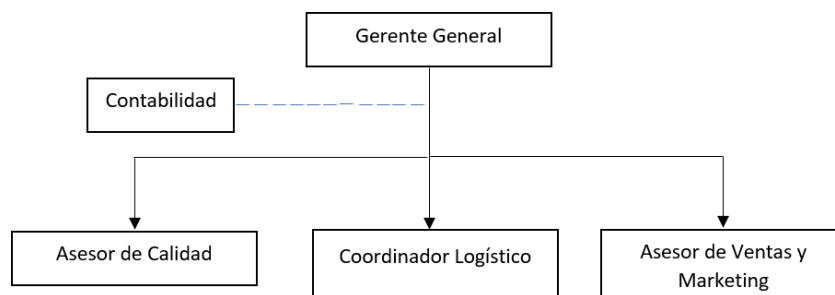 Gerente General
Contabilidad
Asesor de Calidad
Coordinador Logístico
Asesor de Ventas y
Marketing